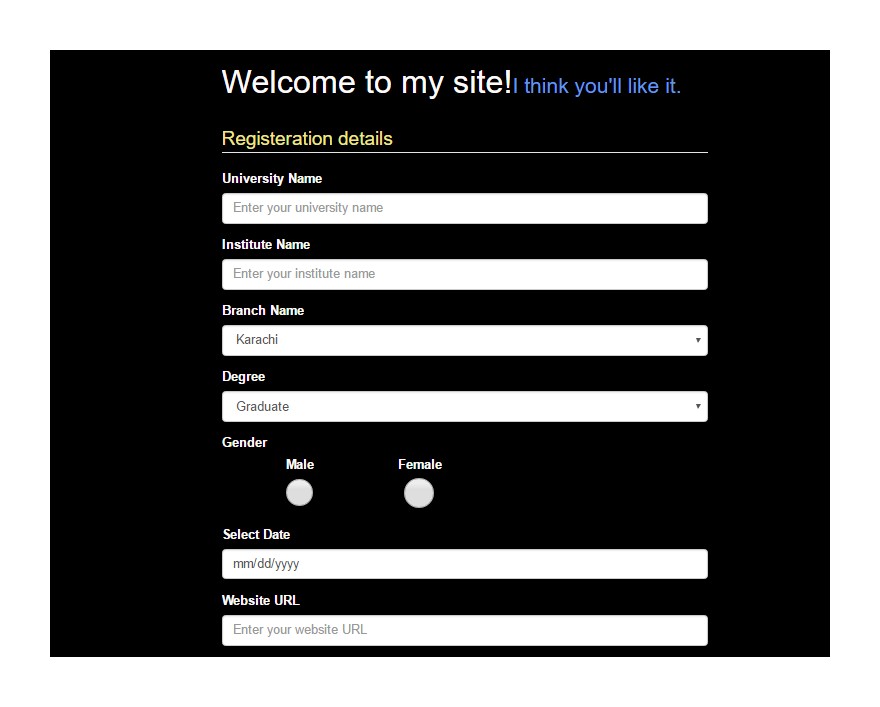 Welcome to my site!I think you'll like it.
Registeration details
University Name
Enter your university name
Institute Name
Enter your institute name
Branch Name
Karachi
Degree
Graduate
Gender
Male Female
Select Date
mm/dd/yyyy
Website URL
Enter your website URL